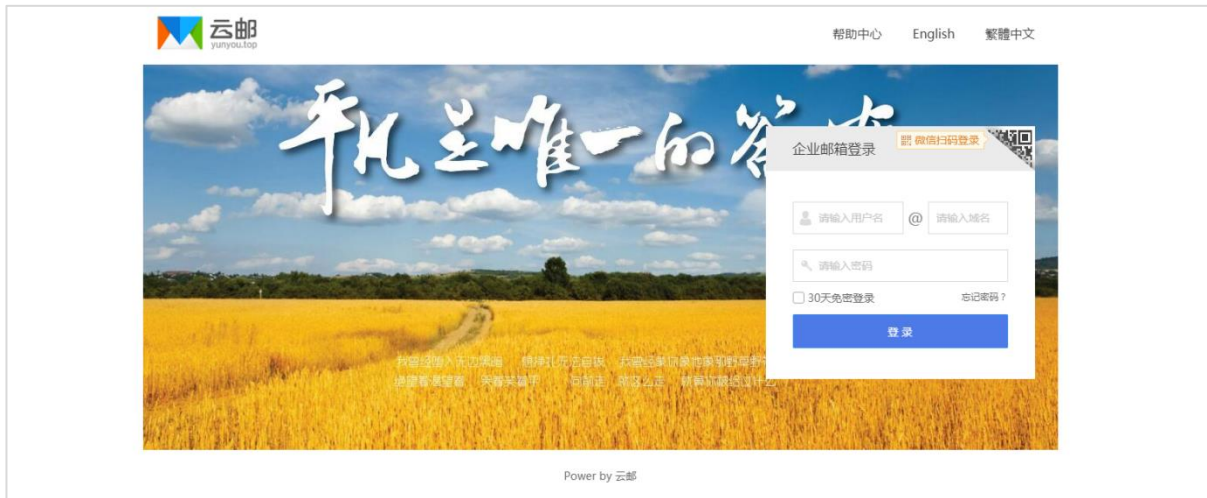 云邮
yunyou.top
帮助中心 English 繁體中文
平凡是唯一的答
企业邮箱登录
微信扫码登录
请输入用户名 @ 请输入域名
请输入密码
30天免密登录 忘记密码?
登 录
Power by 云邮